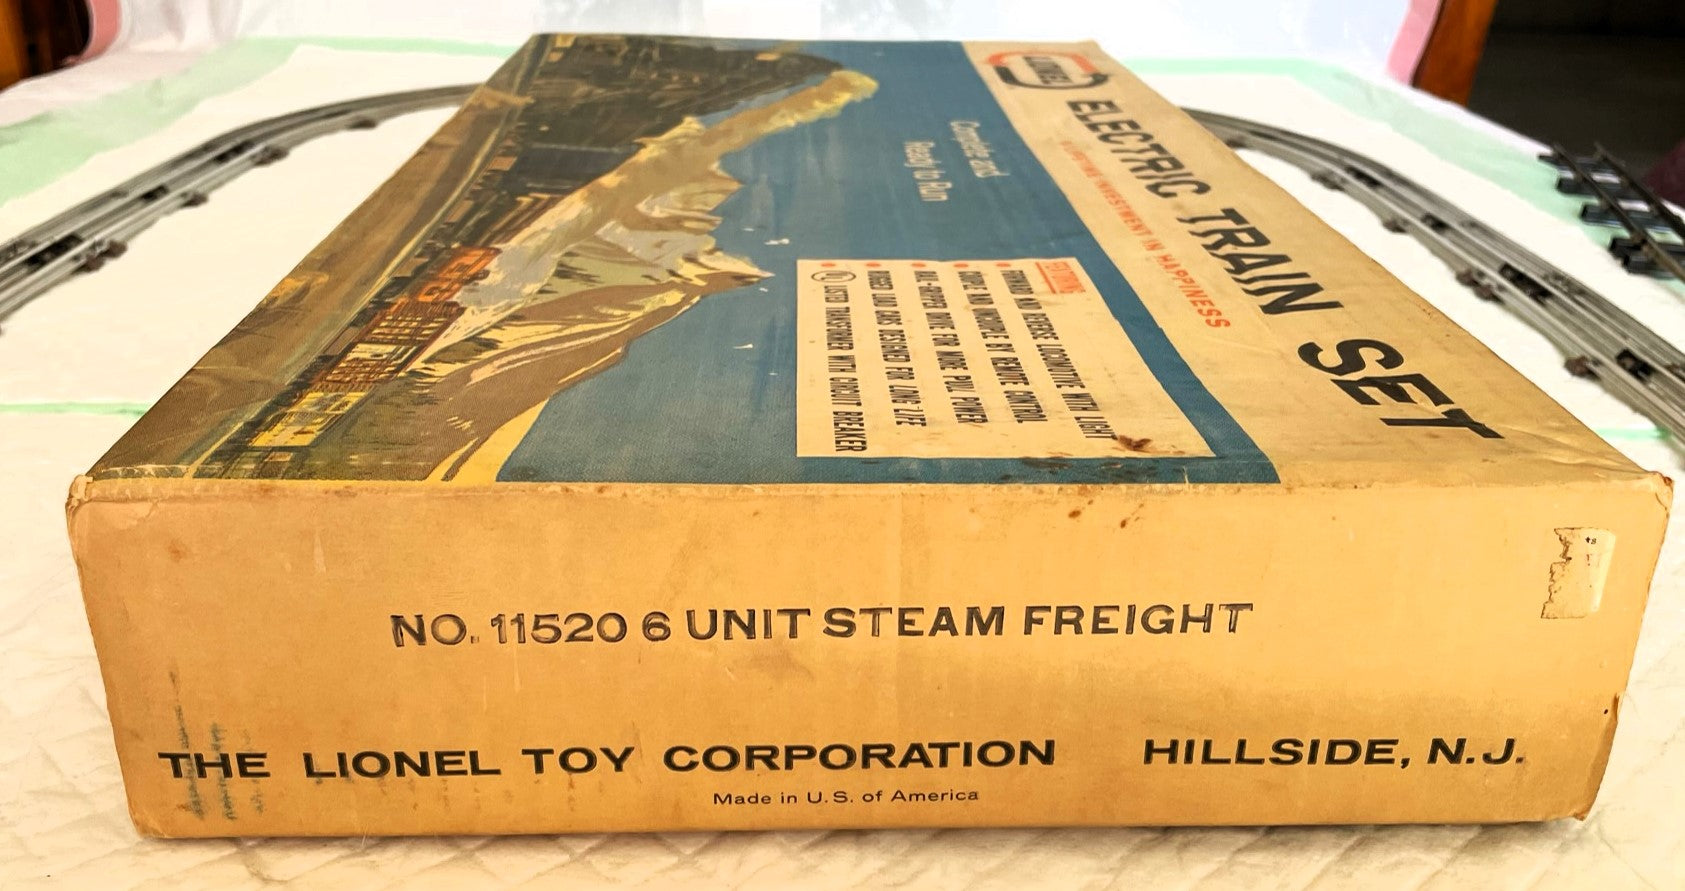 LIONEL
ELECTRIC TRAIN SET
A LIFETIME INVESTMENT IN HAPPINESS
Complete and
Ready to Run
FEATURING:
FORWARD AND REVERSE LOCOMOTIVE WITH LIGHT
COUPLE AND UNCOUPLE BY REMOTE CONTROL
RAIL-GRIPPER DRIVE FOR MORE PULL POWER
RUGGED LOAD CARS DESIGNED FOR LONG LIFE
UL LISTED TRANSFORMER WITH CIRCUIT BREAKER
NO. 11520 6 UNIT STEAM FREIGHT
THE LIONEL TOY CORPORATION HILLSIDE, N.J.
Made in U.S. of America